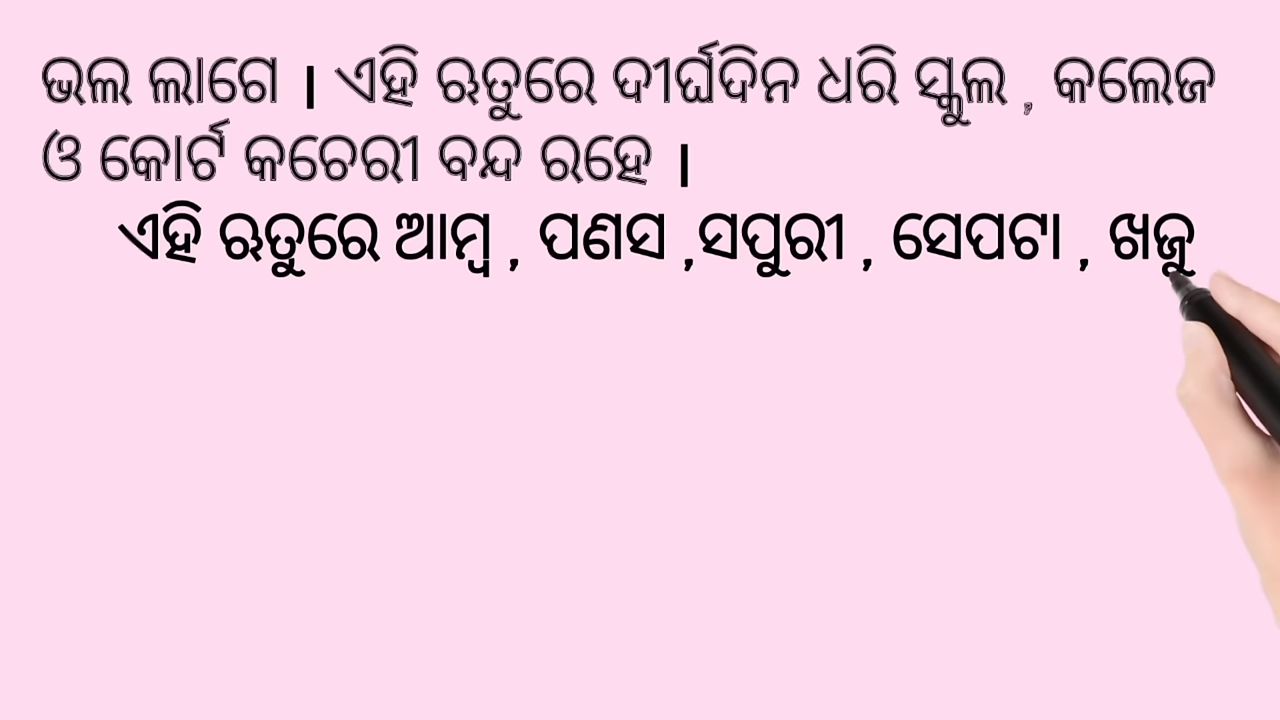 ଭଲ ଲାଗେ | ଏହି ଋତୁରେ ଦୀର୍ଘଦିନ ଧରି ସ୍କୁଲ , କଲେଜ
ଓ କୋର୍ଟ କଚେରୀ ବନ୍ଦ ରହେ |
ଏହି ଋତୁରେ ଆମ୍ବ , ପଣସ ,ସପୁରୀ , ସେପଟା , ଖଜୁ